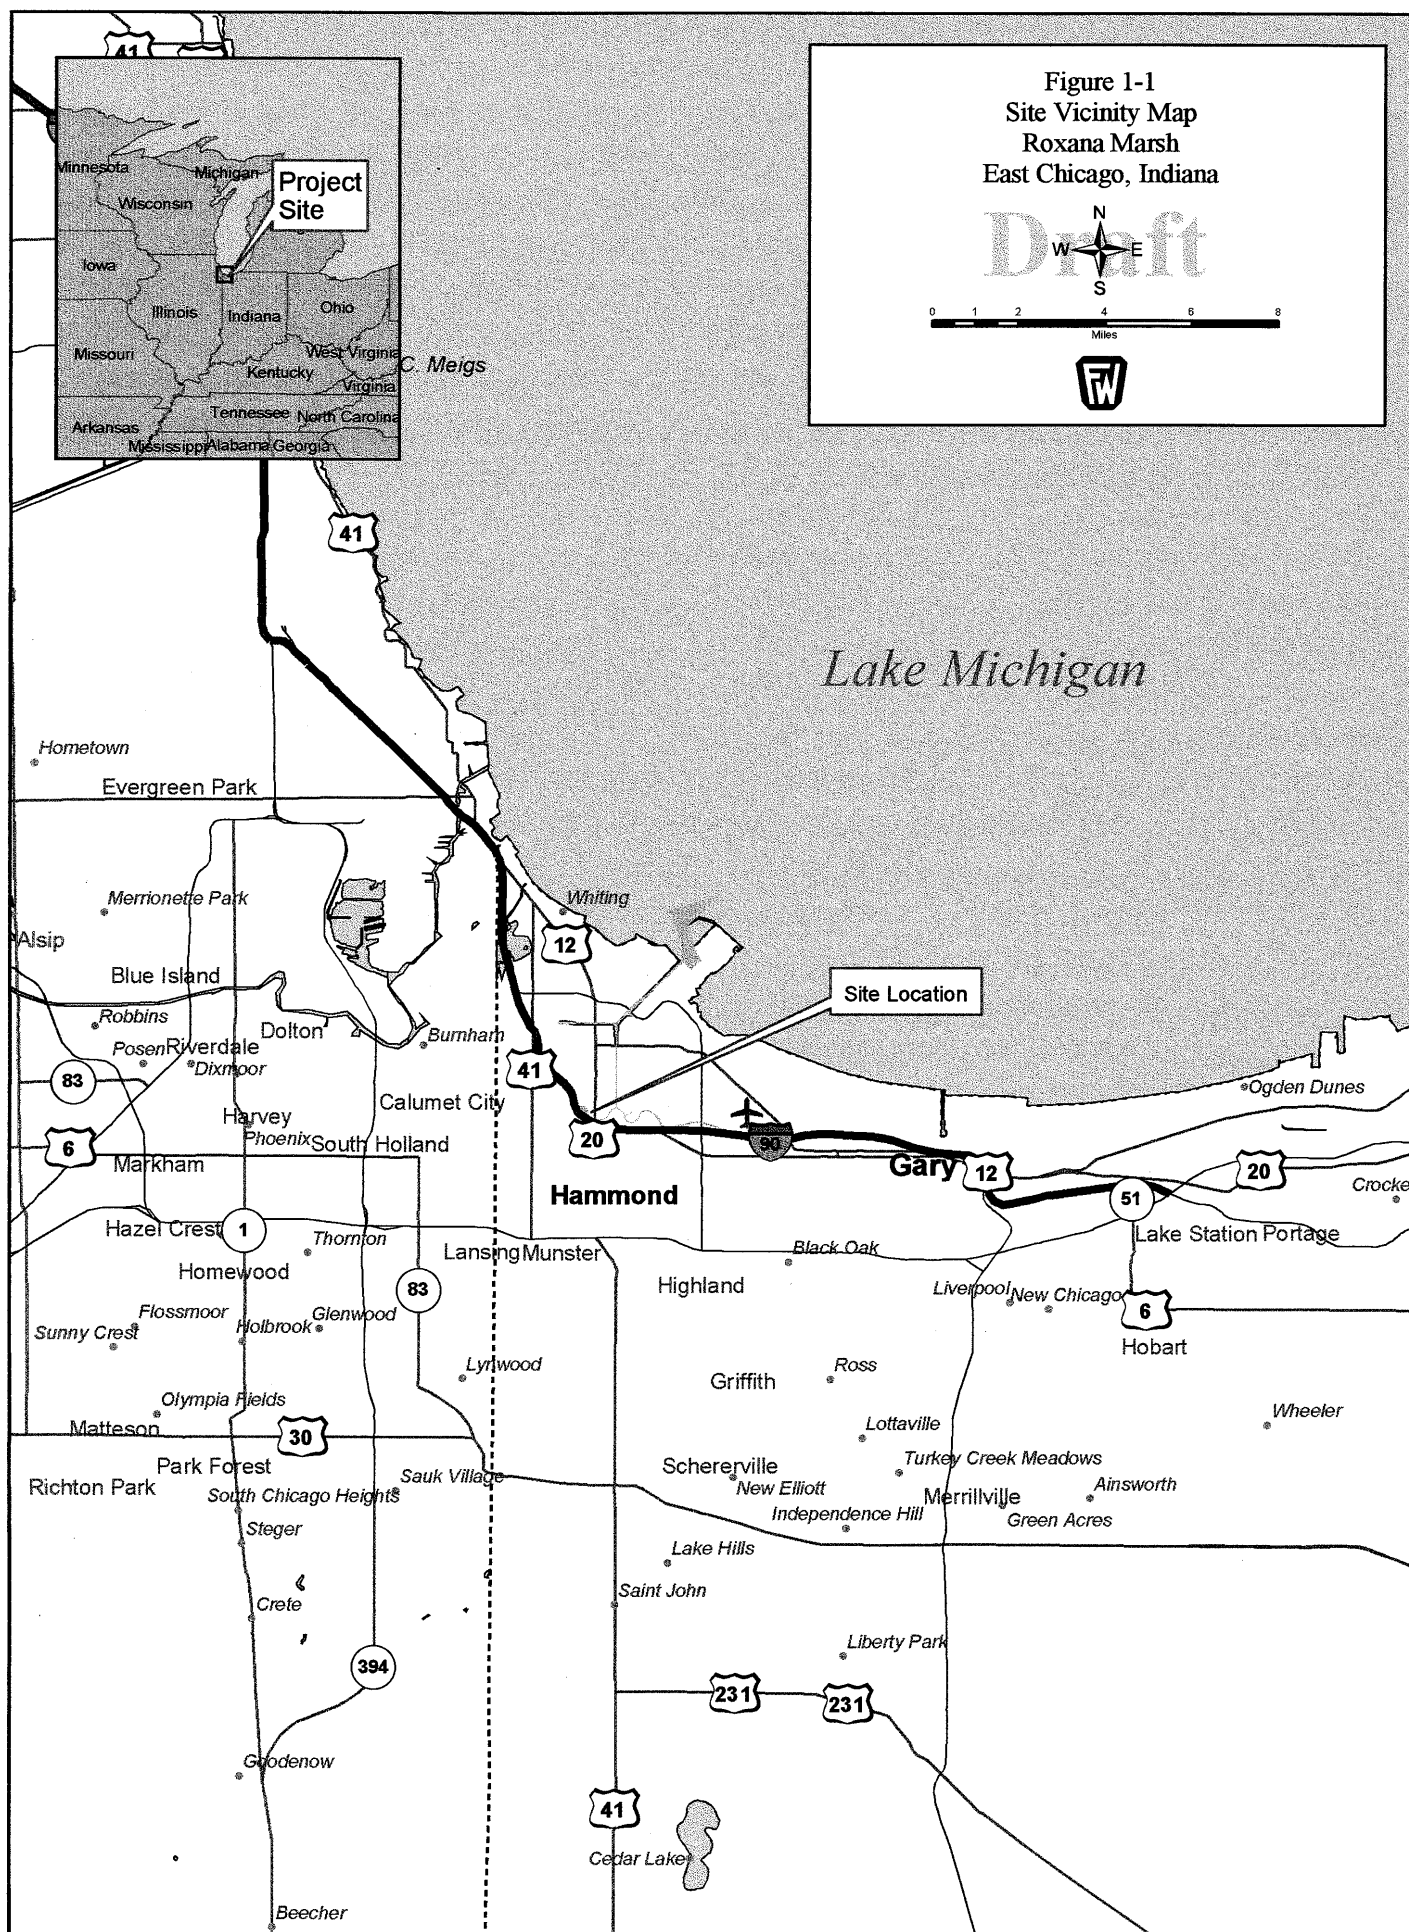 41
Minnesota
Michigan
Wisconsin
Project
Site
Iowa
Illinois
Indiana
Ohio
Missouri
West Virginia
Kentucky
Virginia
Tennessee
North Carolina
Arkansas
Mississippi
Alabama
Georgia
C. Meigs
Figure 1-1
Site Vicinity Map
Roxana Marsh
East Chicago, Indiana
Draft
N
W
E
S
0 1 2 4 6 8
Miles
FW
41
Lake Michigan
Hometown
Evergreen Park
Merrionette Park
Whiting
Alsip
12
Blue Island
Site Location
Robbins
Dolton
Burnham
Posen
Riverdale
Dixmoor
41
83
Ogden Dunes
Calumet City
Harvey
Phoenix
South Holland
6
20
90
Markham
Gary
12
20
Hammond
51
Crocke
Hazel Crest
1
Thornton
Lansing
Munster
Black Oak
Lake Station
Portage
Homewood
83
Highland
Liverpool
New Chicago
6
Flossmoor
Glenwood
Sunny Crest
Holbrook
Hobart
Lynwood
Ross
Griffith
Olympia Fields
Wheeler
Matteson
30
Lottaville
Park Forest
Schererville
Turkey Creek Meadows
Richton Park
Sauk Village
New Elliott
Ainsworth
South Chicago Heights
Merrillville
Independence Hill
Green Acres
Steger
Lake Hills
Crete
Saint John
Liberty Park
394
231
231
Goodenow
41
Cedar Lake
Beecher